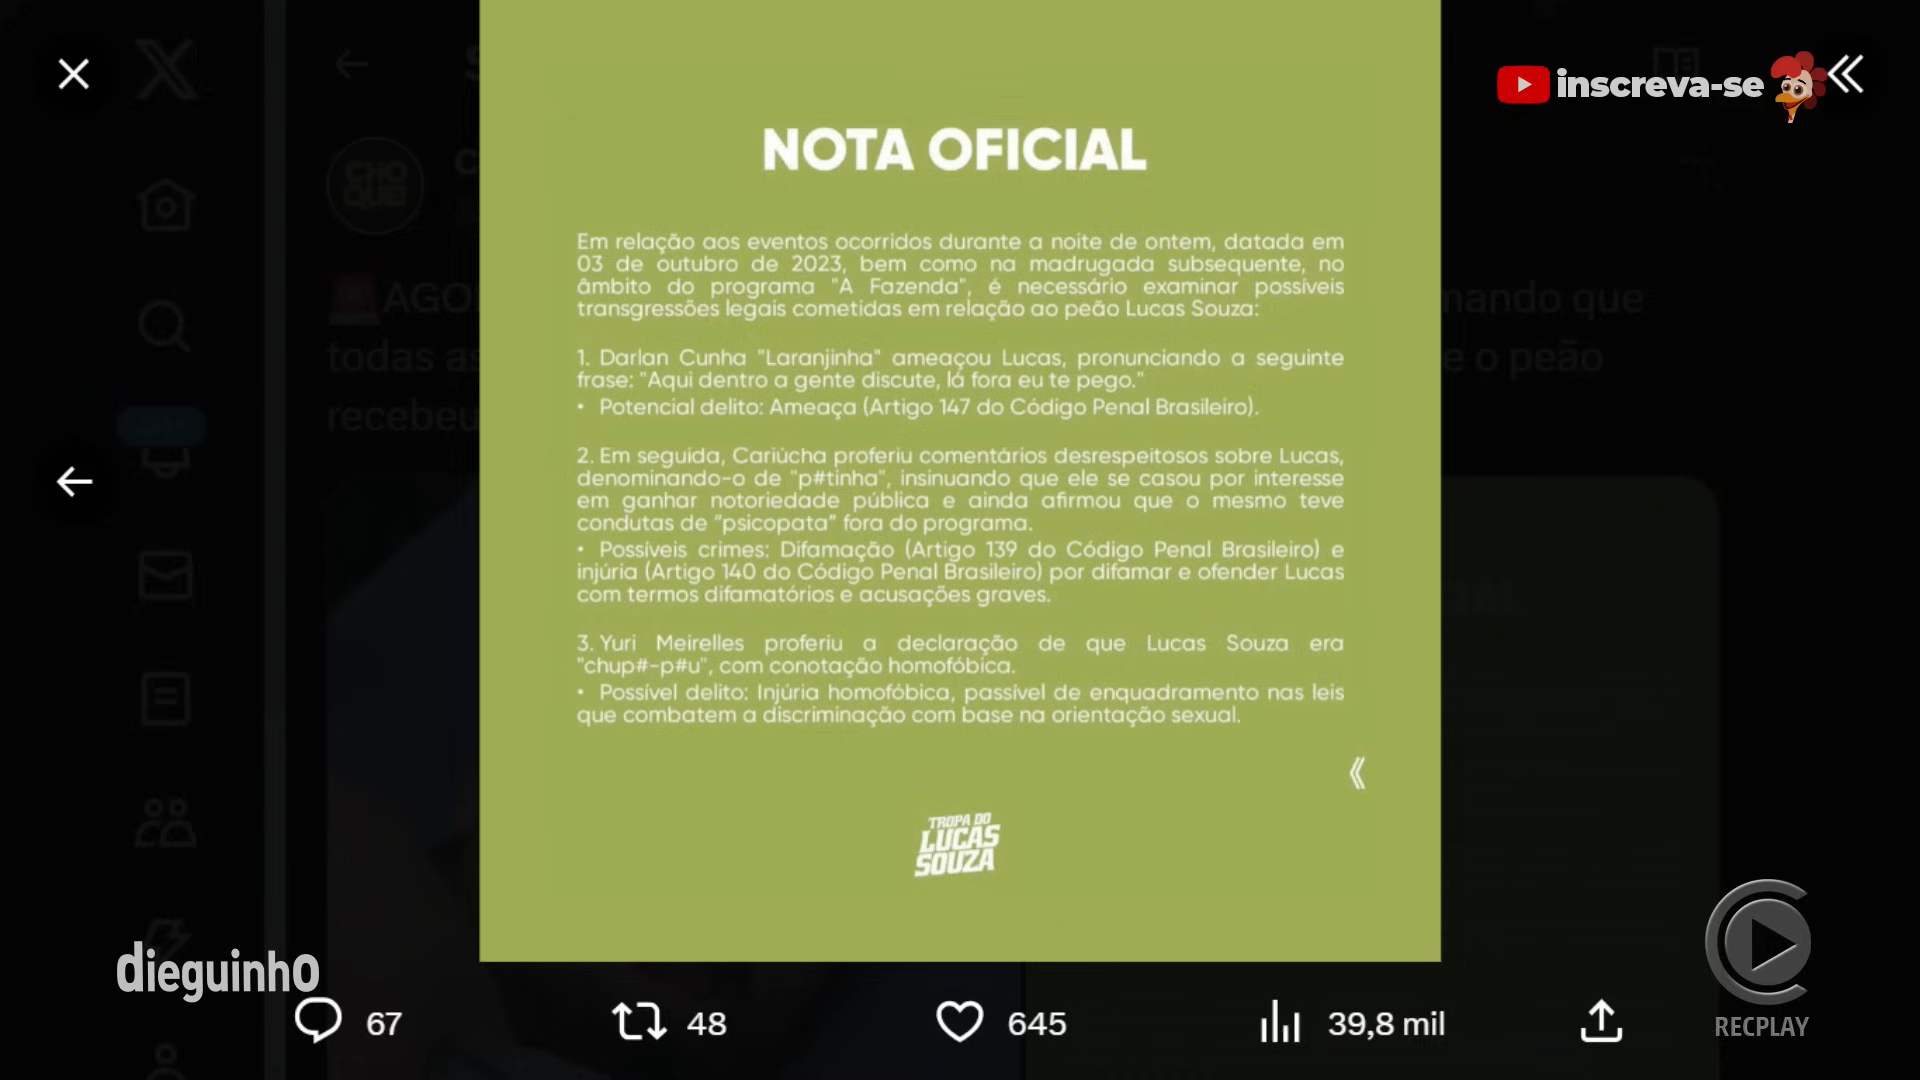 inscreva-se
NOTA OFICIAL
CHO
QUE
Em relação aos eventos ocorridos durante a noite de ontem, datada em
03 de outubro de 2023, bem como na madrugada subsequente, no
âmbito do programa "A Fazenda", é necessário examinar possíveis
transgressões legais cometidas em relação ao peão Lucas Souza:
AGO
mando que
todas as
e o peão
recebeu
1. Darlan Cunha "Laranjinha" ameaçou Lucas, pronunciando a seguinte
frase: "Aqui dentro a gente discute, lá fora eu te pego."
• Potencial delito: Ameaça (Artigo 147 do Código Penal Brasileiro).
2. Em seguida, Cariúcha proferiu comentários desrespeitosos sobre Lucas,
denominando-o de "p#tinha", insinuando que ele se casou por interesse
em ganhar notoriedade pública e ainda afirmou que o mesmo teve
condutas de "psicopata" fora do programa.
• Possíveis crimes: Difamação (Artigo 139 do Código Penal Brasileiro) e
injúria (Artigo 140 do Código Penal Brasileiro) por difamar e ofender Lucas
com termos difamatórios e acusações graves.
3. Yuri Meirelles proferiu a declaração de que Lucas Souza era
"chup#-p#u", com conotação homofóbica.
• Possível delito: Injúria homofóbica, passível de enquadramento nas leis
que combatem a discriminação com base na orientação sexual.
TROPA DO
LUCAS
SOUZA
dieguinho
67
48
645
39,8 mil
RECPLAY